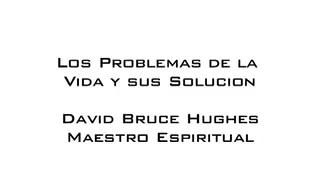 Los Problemas de la
Vida y sus Solucion
David Bruce Hughes
Maestro Espiritual